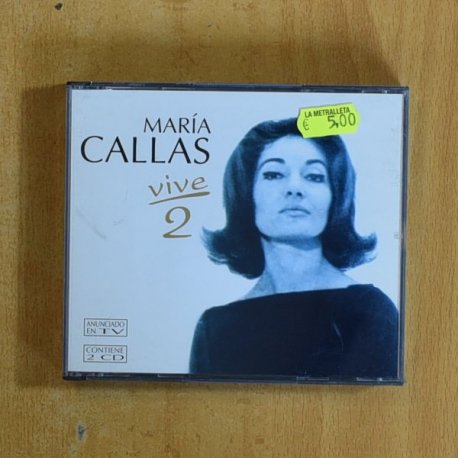 MARÍA
CALLAS
vive
2
LA METRALLETA
€ 5,00
ANUNCIADO
EN TV
CONTIENE
2 CD